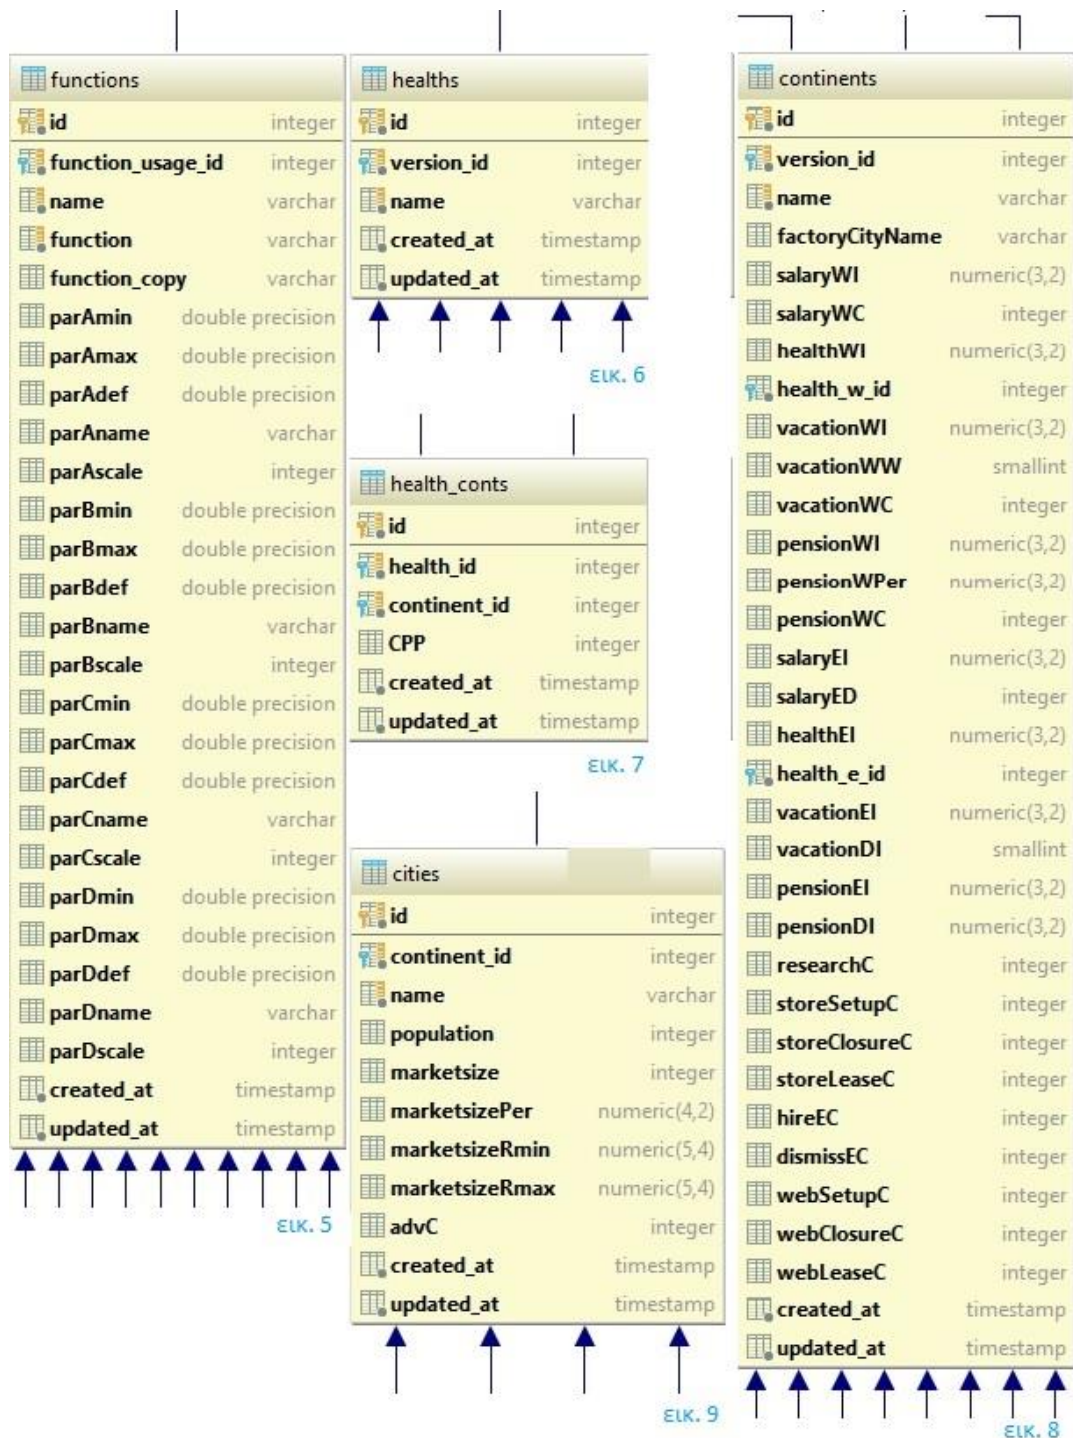 functions
id integer
function_usage_id integer
name varchar
function varchar
function_copy varchar
parAmin double precision
parAmax double precision
parAdef double precision
parAname varchar
parAscale integer
parBmin double precision
parBmax double precision
parBdef double precision
parBname varchar
parBscale integer
parCmin double precision
parCmax double precision
parCdef double precision
parCname varchar
parCscale integer
parDmin double precision
parDmax double precision
parDdef double precision
parDname varchar
parDscale integer
created_at timestamp
updated_at timestamp
εικ. 5
healths
id integer
version_id integer
name varchar
created_at timestamp
updated_at timestamp
εικ. 6
health_conts
id integer
health_id integer
continent_id integer
CPP integer
created_at timestamp
updated_at timestamp
εικ. 7
cities
id integer
continent_id integer
name varchar
population integer
marketsize integer
marketsizePer numeric(4,2)
marketsizeRmin numeric(5,4)
marketsizeRmax numeric(5,4)
advC integer
created_at timestamp
updated_at timestamp
εικ. 9
continents
id integer
version_id integer
name varchar
factoryCityName varchar
salaryWI numeric(3,2)
salaryWC integer
healthWI numeric(3,2)
health_w_id integer
vacationWI numeric(3,2)
vacationWW smallint
vacationWC integer
pensionWI numeric(3,2)
pensionWPer numeric(3,2)
pensionWC integer
salaryEI numeric(3,2)
salaryED integer
healthEI numeric(3,2)
health_e_id integer
vacationEI numeric(3,2)
vacationDI smallint
pensionEI numeric(3,2)
pensionDI numeric(3,2)
researchC integer
storeSetupC integer
storeClosureC integer
storeLeaseC integer
hireEC integer
dismissEC integer
webSetupC integer
webClosureC integer
webLeaseC integer
created_at timestamp
updated_at timestamp
εικ. 8